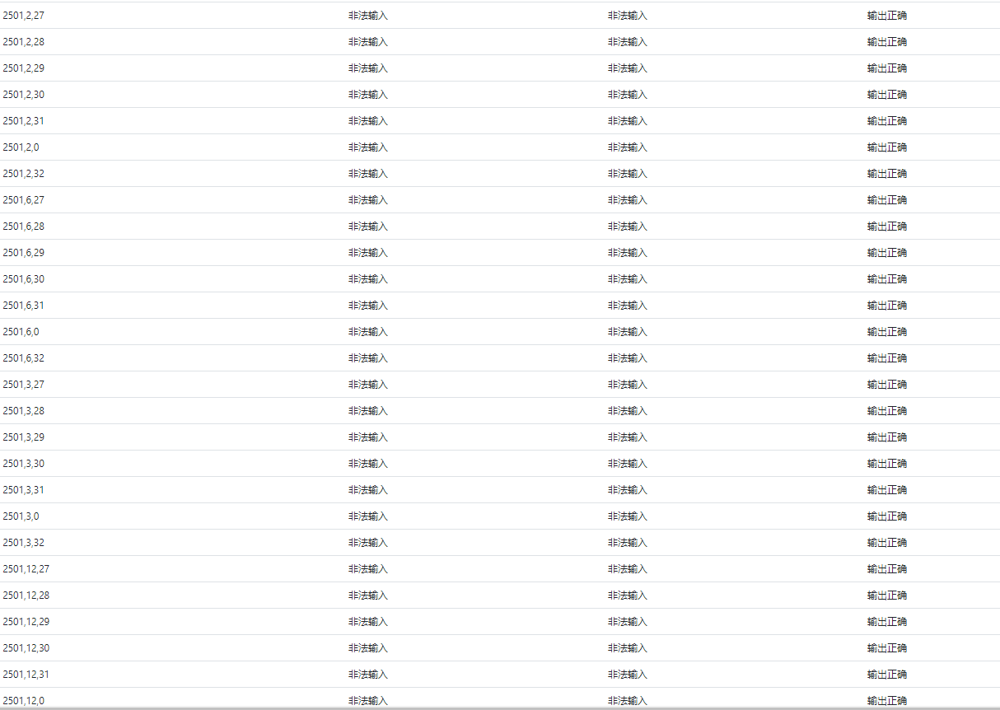 2501,2,27 非法输入 非法输入 输出正确
2501,2,28 非法输入 非法输入 输出正确
2501,2,29 非法输入 非法输入 输出正确
2501,2,30 非法输入 非法输入 输出正确
2501,2,31 非法输入 非法输入 输出正确
2501,2,0 非法输入 非法输入 输出正确
2501,2,32 非法输入 非法输入 输出正确
2501,6,27 非法输入 非法输入 输出正确
2501,6,28 非法输入 非法输入 输出正确
2501,6,29 非法输入 非法输入 输出正确
2501,6,30 非法输入 非法输入 输出正确
2501,6,31 非法输入 非法输入 输出正确
2501,6,0 非法输入 非法输入 输出正确
2501,6,32 非法输入 非法输入 输出正确
2501,3,27 非法输入 非法输入 输出正确
2501,3,28 非法输入 非法输入 输出正确
2501,3,29 非法输入 非法输入 输出正确
2501,3,30 非法输入 非法输入 输出正确
2501,3,31 非法输入 非法输入 输出正确
2501,3,0 非法输入 非法输入 输出正确
2501,3,32 非法输入 非法输入 输出正确
2501,12,27 非法输入 非法输入 输出正确
2501,12,28 非法输入 非法输入 输出正确
2501,12,29 非法输入 非法输入 输出正确
2501,12,30 非法输入 非法输入 输出正确
2501,12,31 非法输入 非法输入 输出正确
2501,12,0 非法输入 非法输入 输出正确